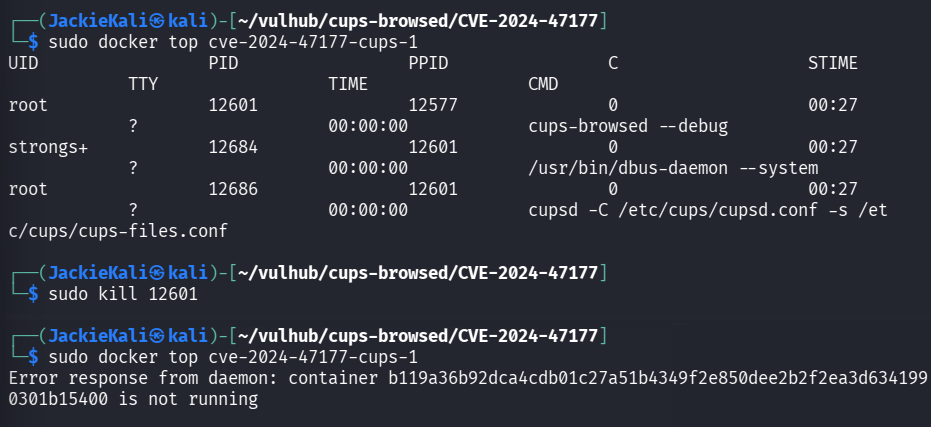 ┌──(JackieKali㉿kali)-[~/vulhub/cups-browsed/CVE-2024-47177]
└─$ sudo docker top cve-2024-47177-cups-1
UID                 PID                 PPID                C                   STIME
            TTY                 TIME                CMD
root                12601               12577               0                   00:27
            ?                   00:00:00            cups-browsed --debug
strongs+            12684               12601               0                   00:27
            ?                   00:00:00            /usr/bin/dbus-daemon --system
root                12686               12601               0                   00:27
            ?                   00:00:00            cupsd -C /etc/cups/cupsd.conf -s /et
c/cups/cups-files.conf
┌──(JackieKali㉿kali)-[~/vulhub/cups-browsed/CVE-2024-47177]
└─$ sudo kill 12601
┌──(JackieKali㉿kali)-[~/vulhub/cups-browsed/CVE-2024-47177]
└─$ sudo docker top cve-2024-47177-cups-1
Error response from daemon: container b119a36b92dca4cdb01c27a51b4349f2e850dee2b2f2ea3d634199
0301b15400 is not running